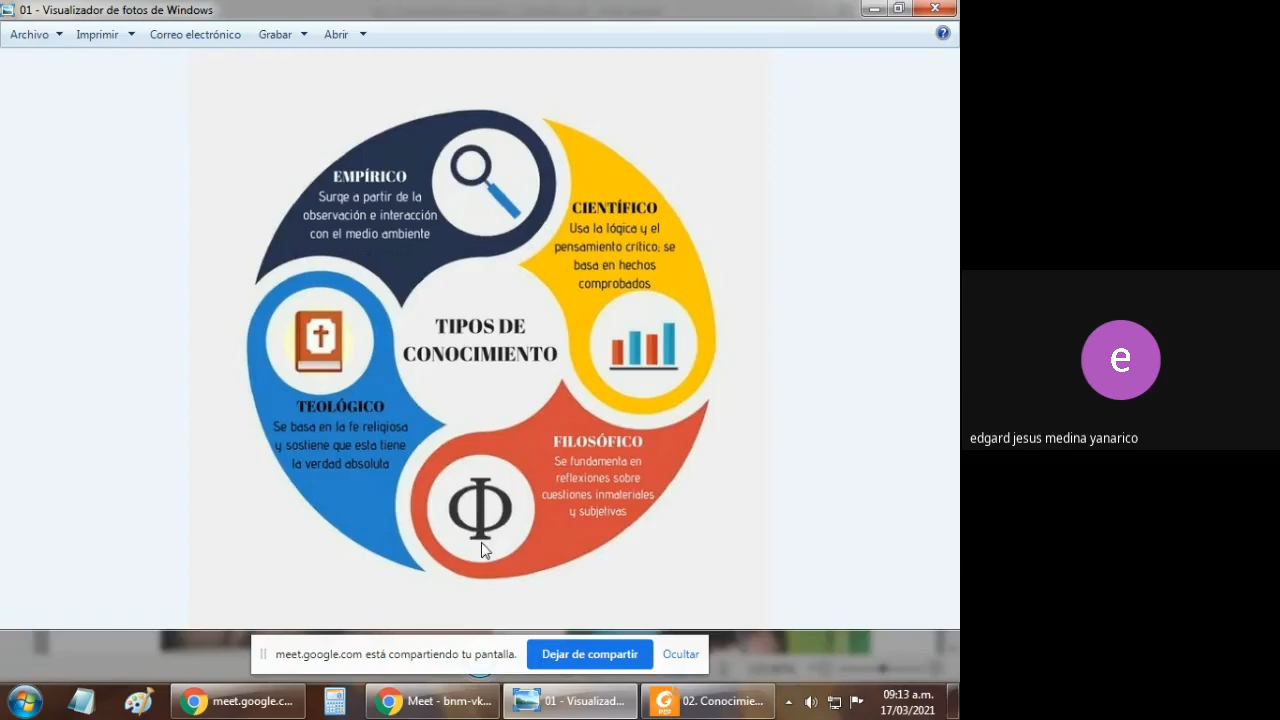 01 - Visualizador de fotos de Windows
Archivo Imprimir Correo electrónico Grabar Abrir
EMPÍRICO
Surge a partir de la
observación e interacción
con el medio ambiente
CIENTÍFICO
Usa la lógica y el
pensamiento crítico; se
basa en hechos
comprobados
TIPOS DE
CONOCIMIENTO
TEOLÓGICO
Se basa en la fe religiosa
y sostiene que esta tiene
la verdad absoluta
FILOSÓFICO
Se fundamenta en
reflexiones sobre
cuestiones inmateriales
y subjetivas
Φ
e
edgard jesus medina yanarico
meet.google.com está compartiendo tu pantalla. Dejar de compartir Ocultar
meet.google.c... Meet - bnm-vk... 01 - Visualizad... PDF 02. Conocimie...
09:13 a.m.
17/03/2021